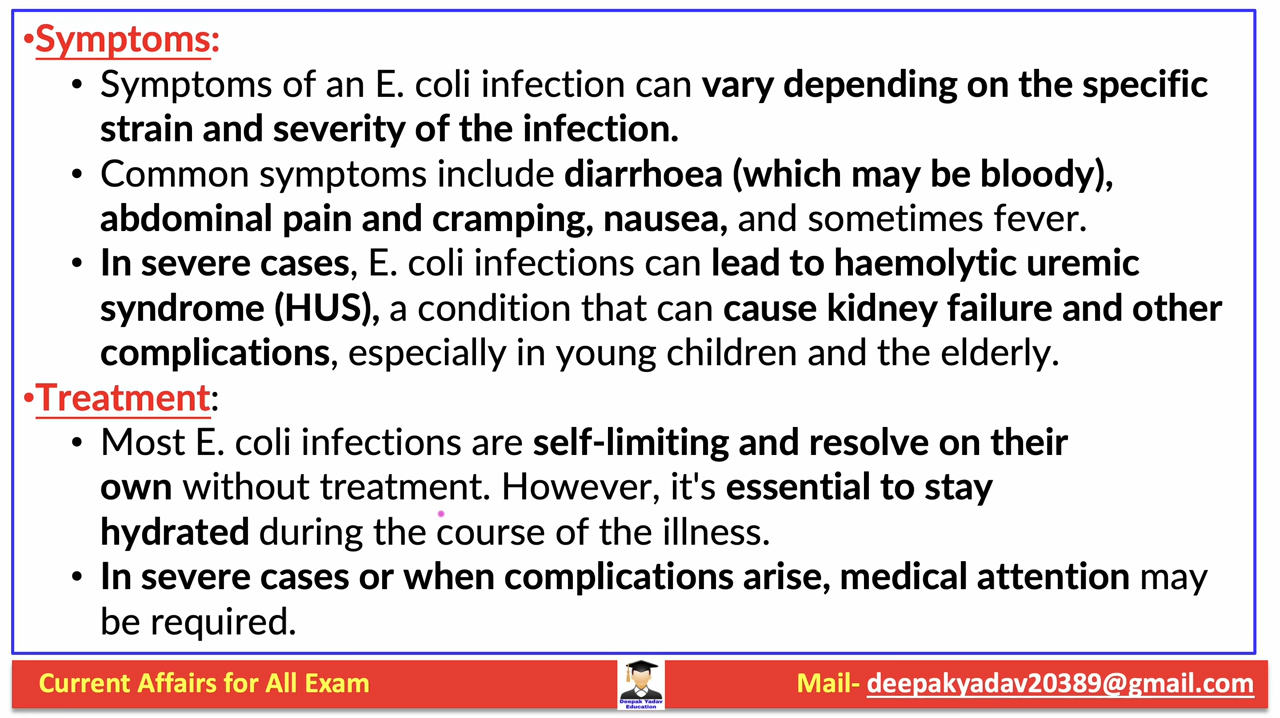 •Symptoms:
• Symptoms of an E. coli infection can vary depending on the specific
strain and severity of the infection.
• Common symptoms include diarrhoea (which may be bloody),
abdominal pain and cramping, nausea, and sometimes fever.
• In severe cases, E. coli infections can lead to haemolytic uremic
syndrome (HUS), a condition that can cause kidney failure and other
complications, especially in young children and the elderly.
•Treatment:
• Most E. coli infections are self-limiting and resolve on their
own without treatment. However, it's essential to stay
hydrated during the course of the illness.
• In severe cases or when complications arise, medical attention may
be required.
Current Affairs for All Exam
Deepak Yadav
Education
Mail- deepakyadav20389@gmail.com